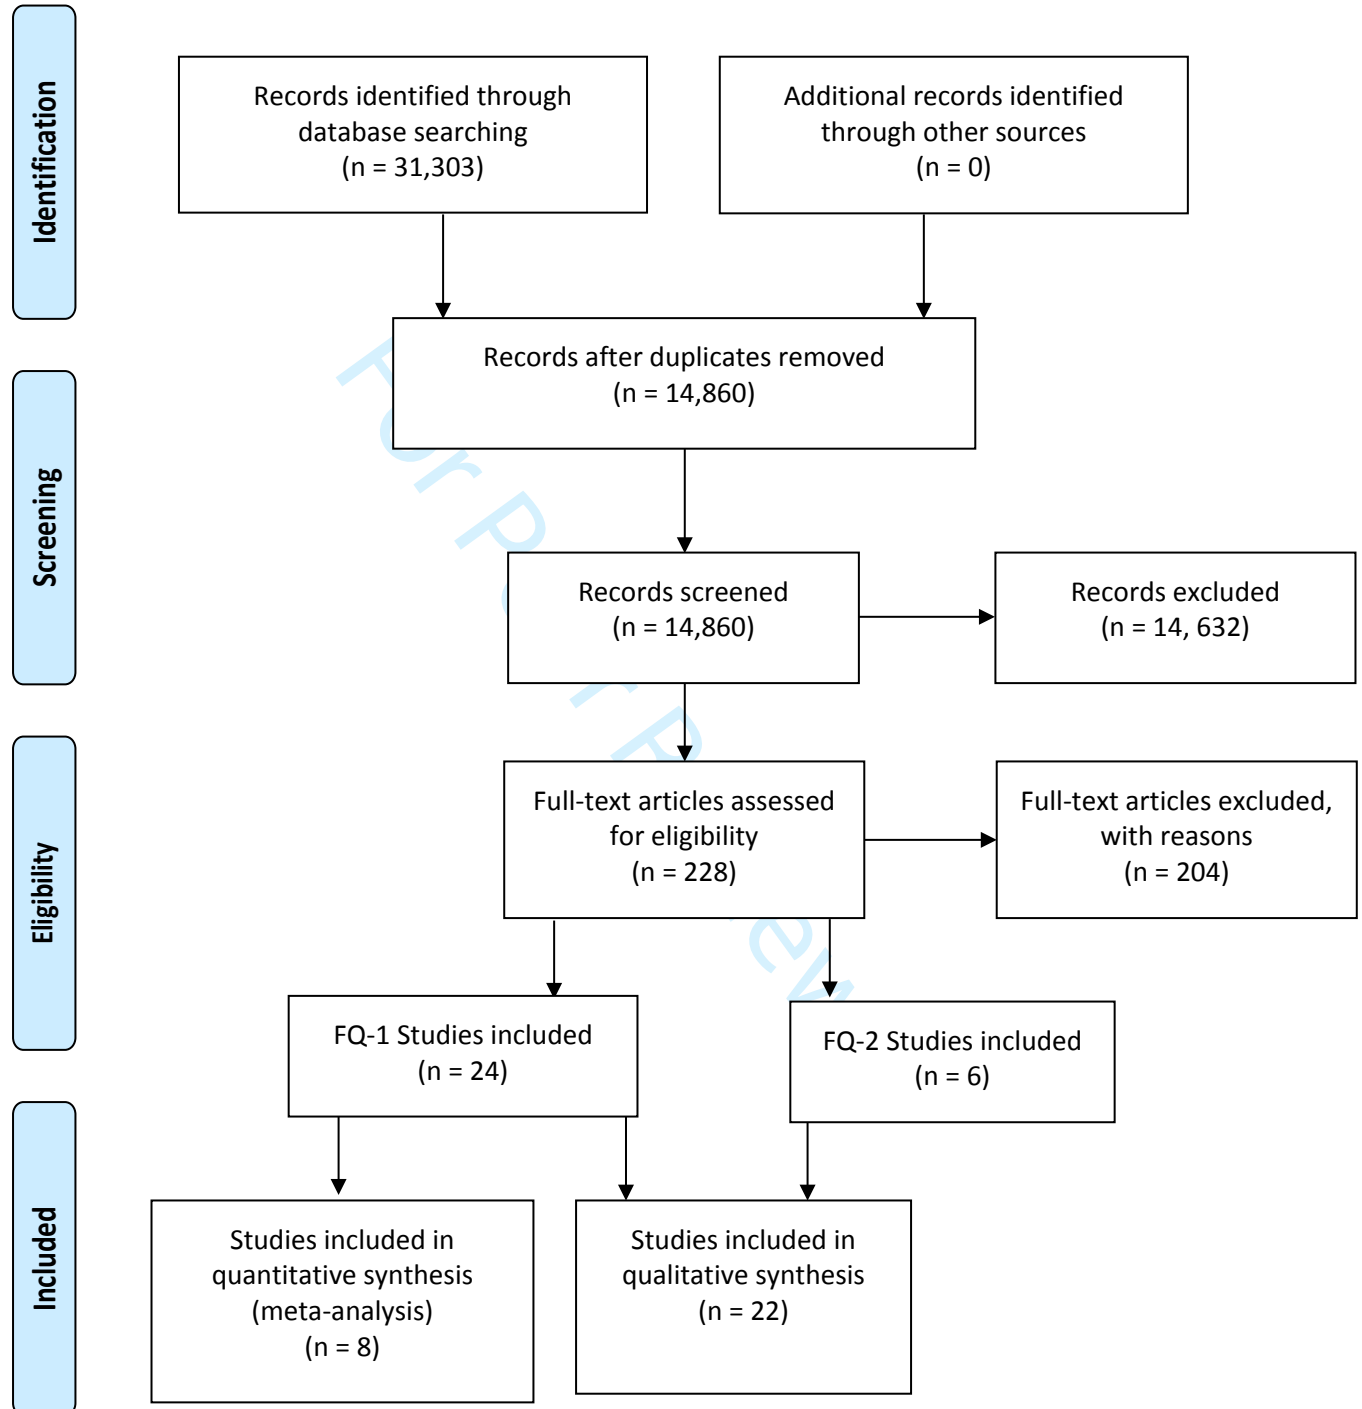 Identification
Records identified through
database searching
(n = 31,303)
Additional records identified
through other sources
(n = 0)
Records after duplicates removed
(n = 14,860)
Screening
Records screened
(n = 14,860)
Records excluded
(n = 14, 632)
Eligibility
Full-text articles assessed
for eligibility
(n = 228)
Full-text articles excluded,
with reasons
(n = 204)
FQ-1 Studies included
(n = 24)
FQ-2 Studies included
(n = 6)
Included
Studies included in
quantitative synthesis
(meta-analysis)
(n = 8)
Studies included in
qualitative synthesis
(n = 22)
For